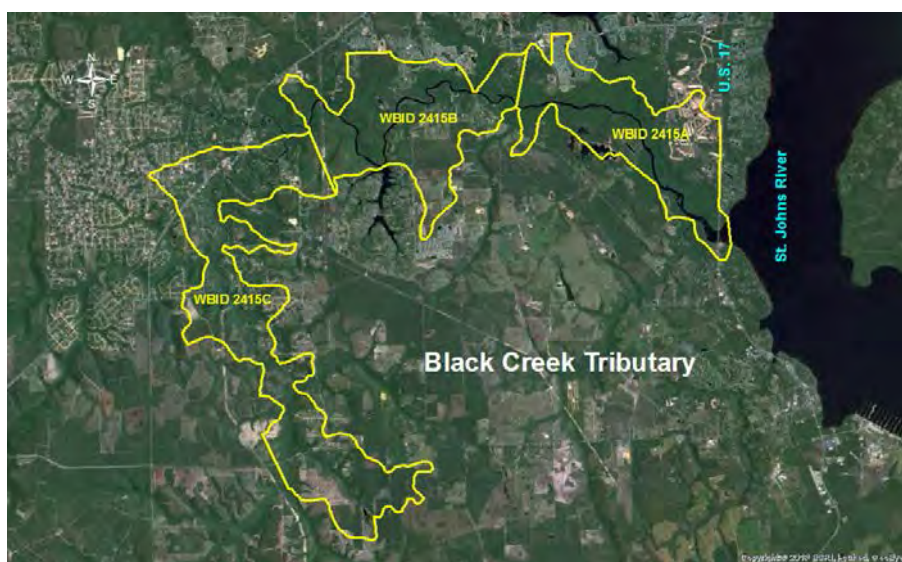 N
W E
S
WBID 2415B
WBID 2415A
U.S. 17
St. Johns River
WBID 2415C
Black Creek Tributary